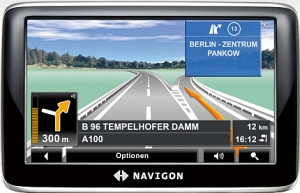 13
BERLIN - ZENTRUM
PANKOW
300 m
B 96 TEMPELHOFER DAMM
12 km
A100
16:12
Optionen
NAVIGON